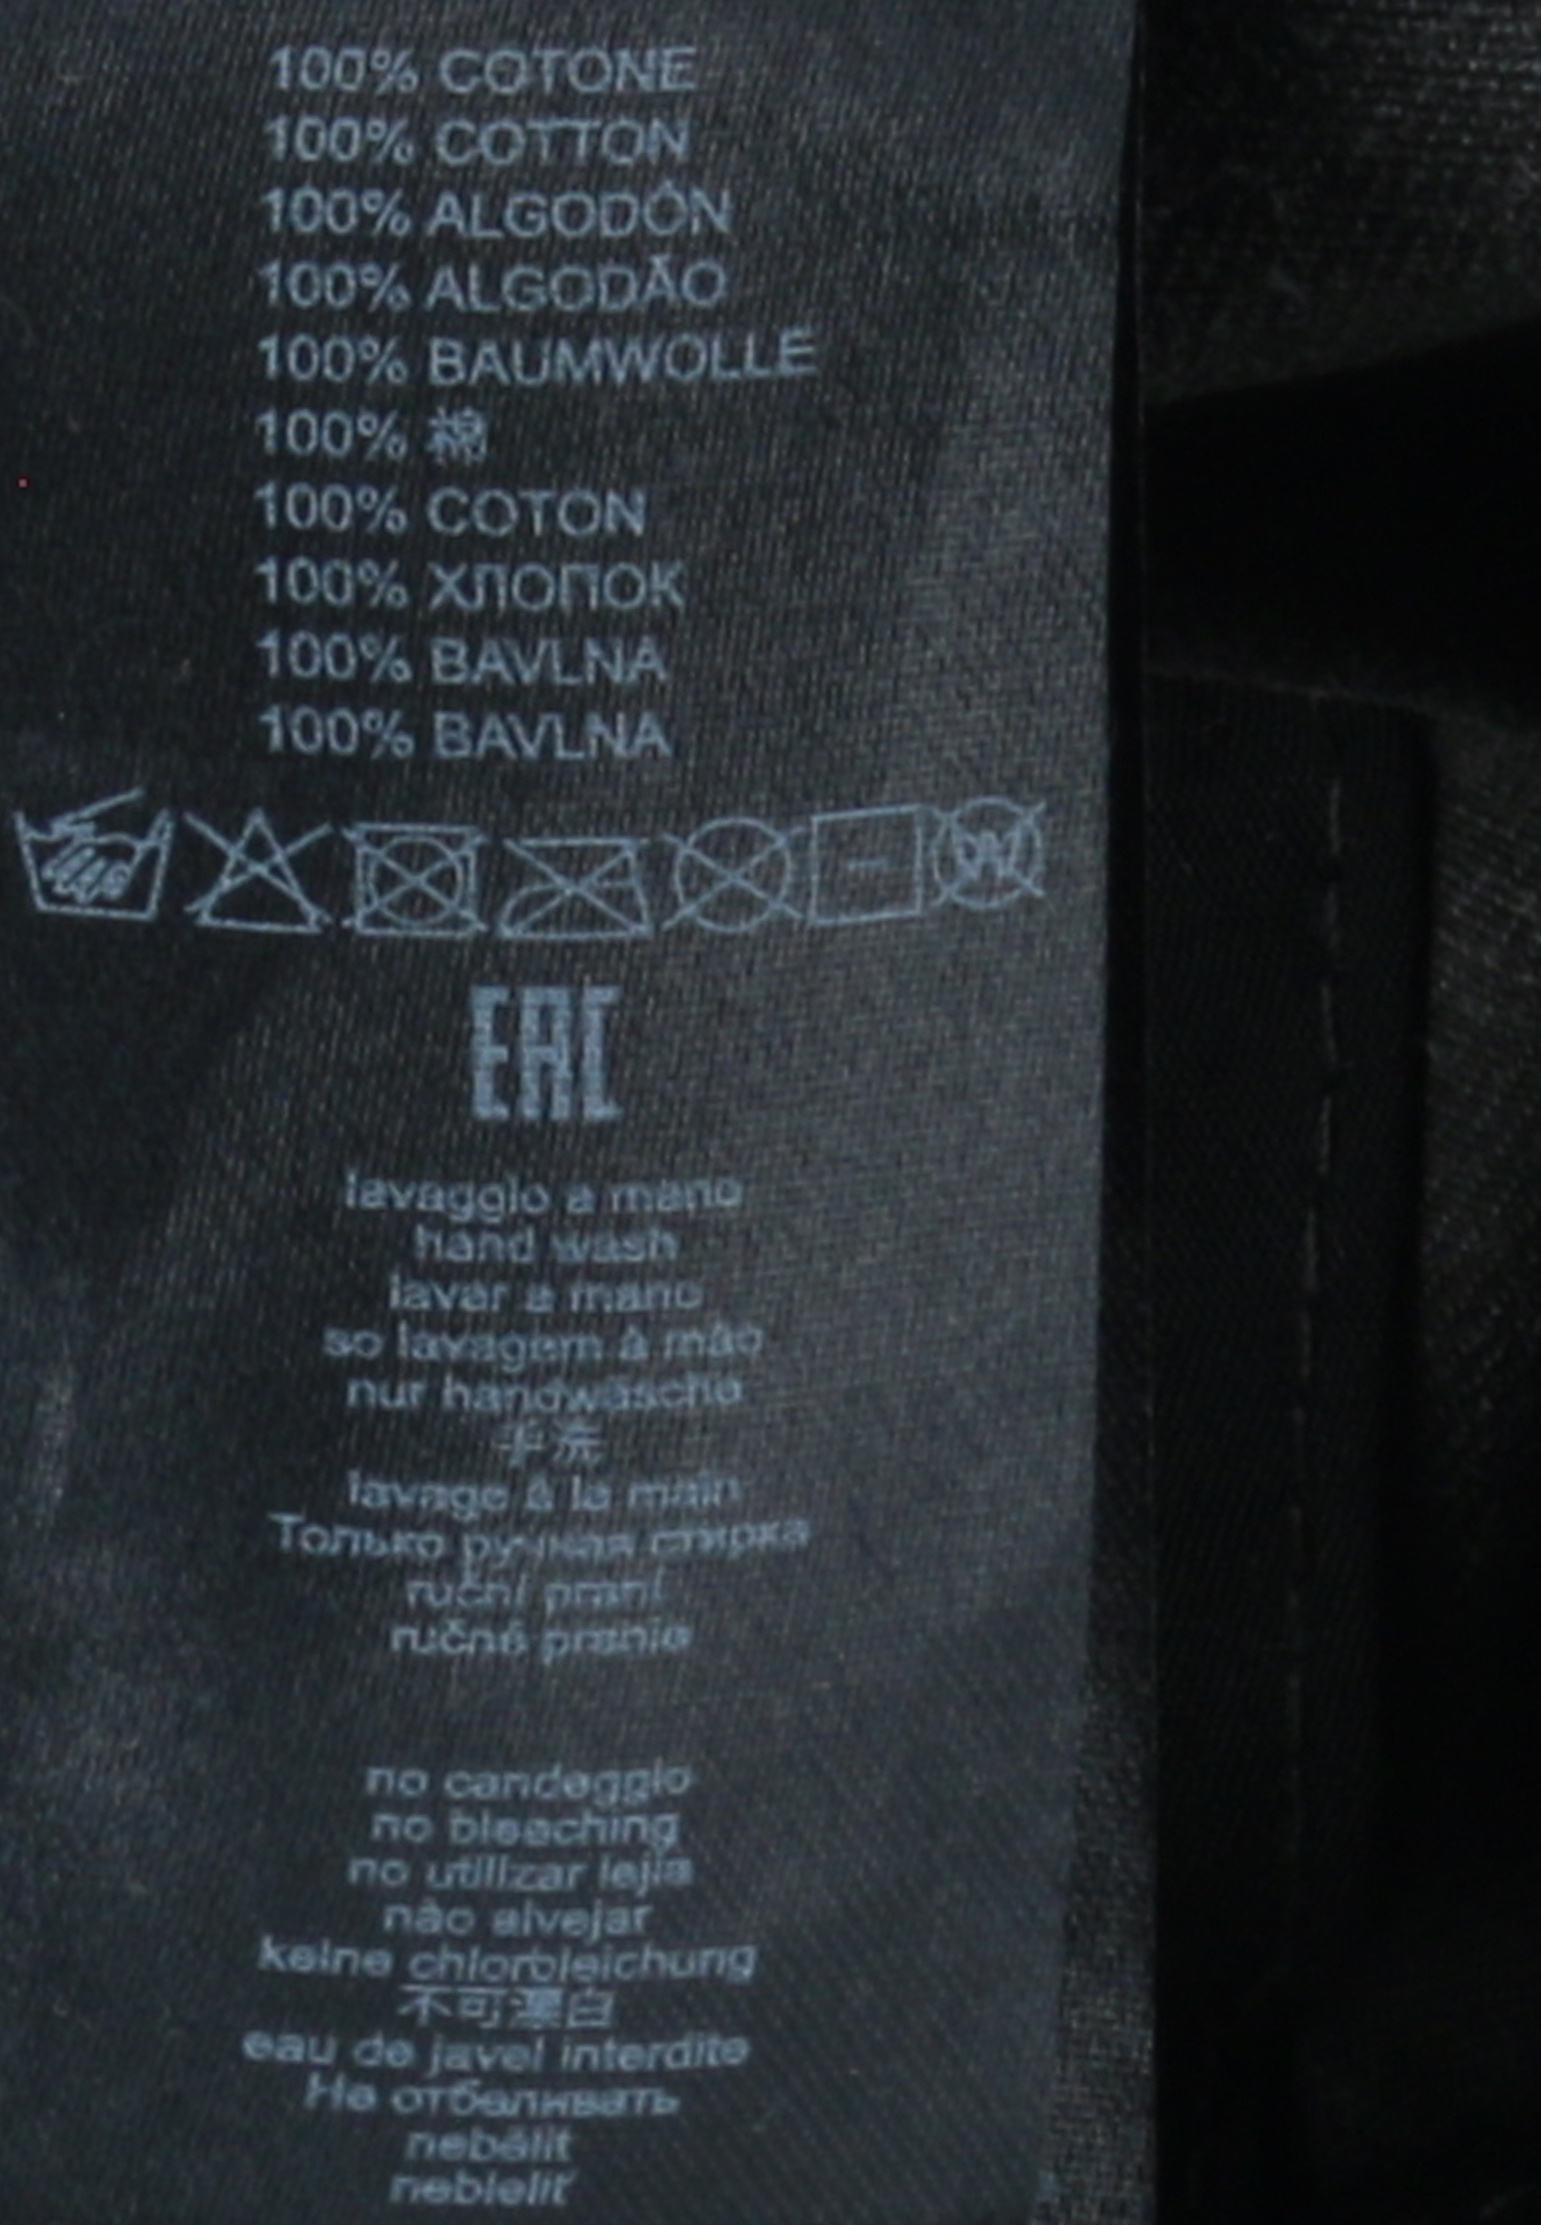 100% COTONE
100% COTTON
100% ALGODÓN
100% ALGODÃO
100% BAUMWOLLE
100% 棉
100% COTON
100% ХЛОПОК
100% BAVLNA
100% BAVLNA
W
EAC
lavaggio a mano
hand wash
lavar a mano
so lavagem à mão
nur handwäsche
手洗
lavage à la main
Только ручная стирка
ruční praní
ručné pranie
no candeggio
no bleaching
no utilizar lejía
não alvejar
keine chlorbleichung
不可漂白
eau de javel interdite
Не отбеливать
nebělit
nebieliť